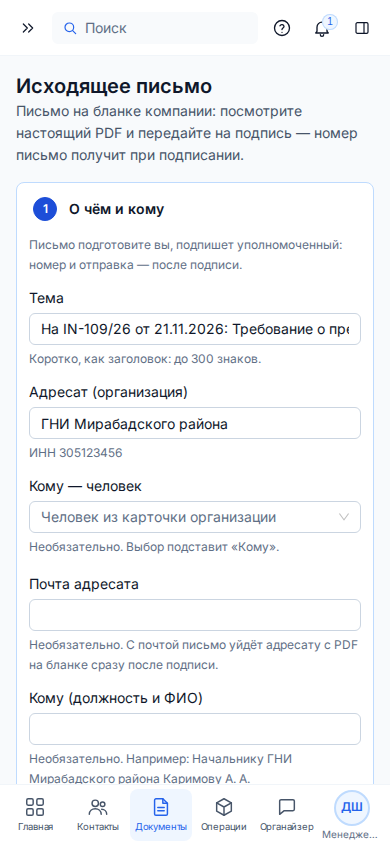 Поиск
1
Исходящее письмо
Письмо на бланке компании: посмотрите
настоящий PDF и передайте на подпись — номер
письмо получит при подписании.
1 О чём и кому
Письмо подготовите вы, подпишет уполномоченный:
номер и отправка — после подписи.
Тема
На IN-109/26 от 21.11.2026: Требование о пре
Коротко, как заголовок: до 300 знаков.
Адресат (организация)
ГНИ Мирабадского района
ИНН 305123456
Кому — человек
Человек из карточки организации
Необязательно. Выбор подставит «Кому».
Почта адресата
Необязательно. С почтой письмо уйдёт адресату с PDF
на бланке сразу после подписи.
Кому (должность и ФИО)
Необязательно. Например: Начальнику ГНИ
Мирабадского района Каримову А. А.
ДШ
Главная Контакты Документы Операции Органайзер Менедже...